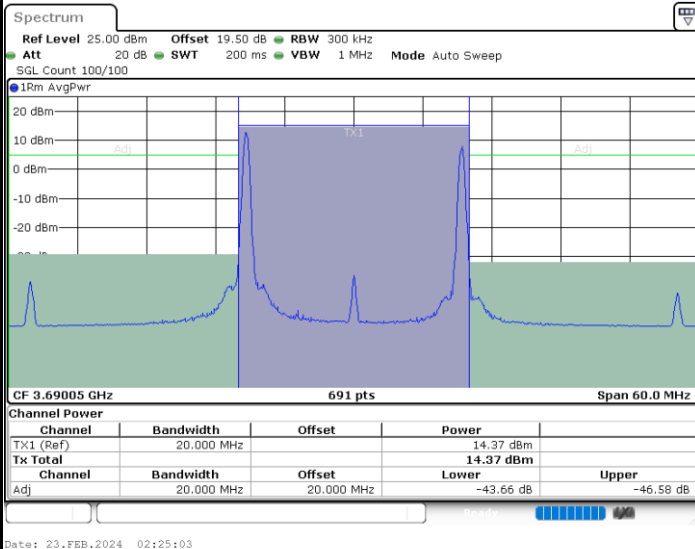 Spectrum
Ref Level 25.00 dBm Offset 19.50 dB RBW 300 kHz
Att 20 dB SWT 200 ms VBW 1 MHz Mode Auto Sweep
SGL Count 100/100
1Rm AvgPwr
20 dBm
TX1
10 dBm
Adj Adj
0 dBm
-10 dBm
-20 dBm
CF 3.69005 GHz 691 pts Span 60.0 MHz
Channel Power
Channel Bandwidth Offset Power
TX1 (Ref) 20.000 MHz 14.37 dBm
Tx Total 14.37 dBm
Channel Bandwidth Offset Lower Upper
Adj 20.000 MHz 20.000 MHz -43.66 dB -46.58 dB
Ready
Date: 23.FEB.2024 02:25:03